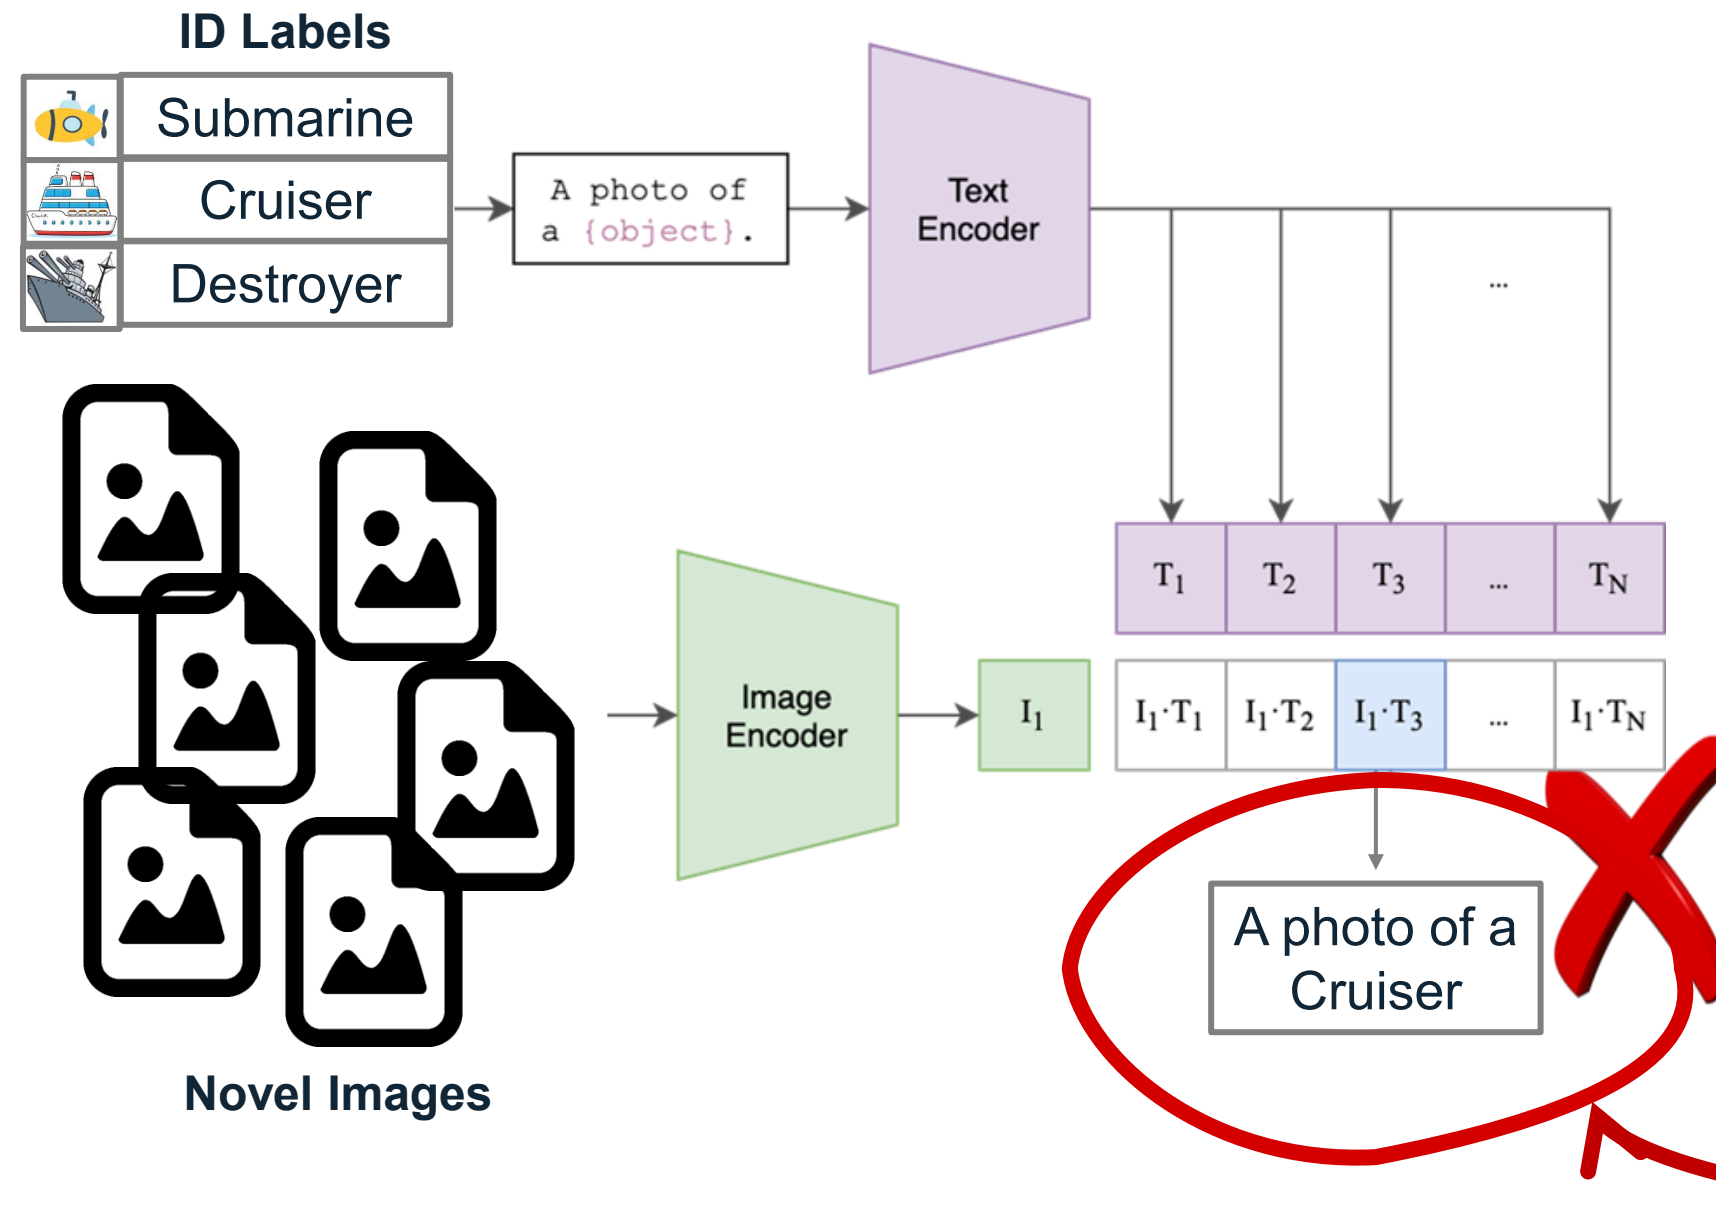 ID Labels
Submarine
Cruiser
Destroyer
A photo of
a {object}.
Text
Encoder
...
T1 T2 T3 ... TN
Image
Encoder
I1
I1·T1 I1·T2 I1·T3 ... I1·TN
A photo of a
Cruiser
Novel Images